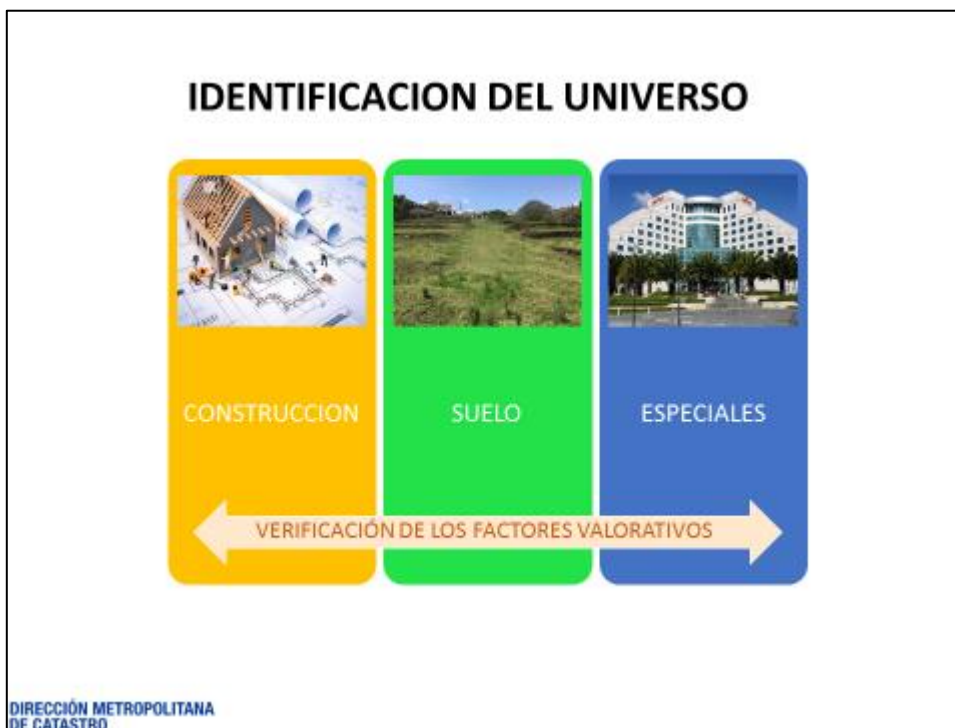 IDENTIFICACION DEL UNIVERSO
CONSTRUCCION
SUELO
ESPECIALES
VERIFICACIÓN DE LOS FACTORES VALORATIVOS
DIRECCIÓN METROPOLITANA
DE CATASTRO